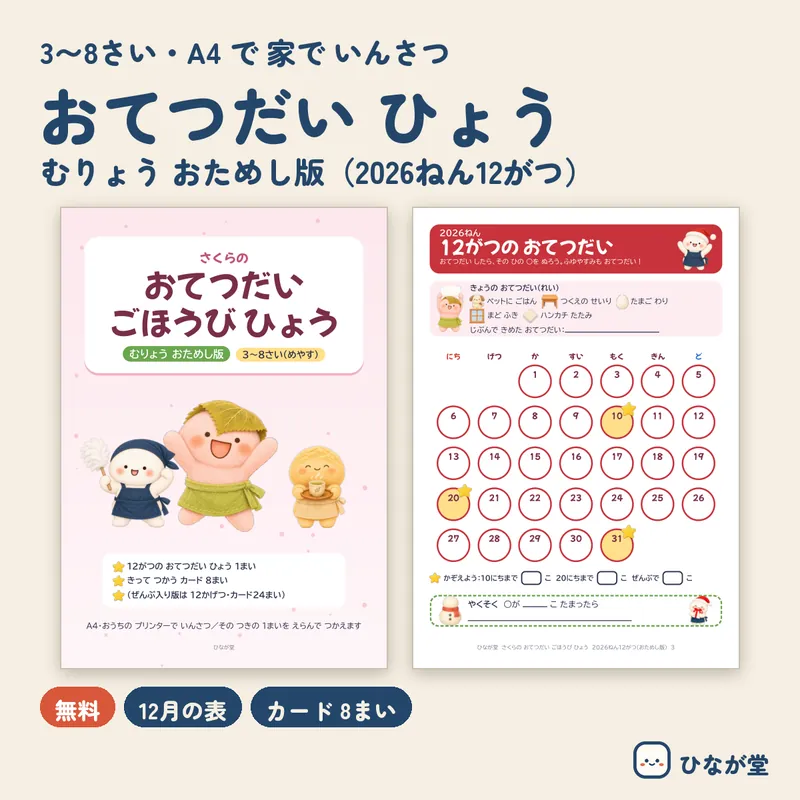 3〜8さい・A4 で 家で いんさつ
おてつだい ひょう
むりょう おためし版（2026ねん12がつ）
さくらの
おてつだい
ごほうび ひょう
むりょう おためし版
3〜8さい(めやす)
12がつの おてつだい ひょう 1まい
きって つかう カード 8まい
(ぜんぶ入り版は 12かげつ・カード24まい)
A4・おうちの プリンターで いんさつ／その つきの 1まいを えらんで つかえます
ひなが堂
2026ねん
12がつの おてつだい
おてつだい したら、その ひの 〇を ぬろう。ふゆやすみも おてつだい！
きょうの おてつだい(れい)
ペットに ごはん つくえの せいり たまご わり
まど ふき ハンカチ たたみ
じぶんで きめた おてつだい:
にち げつ か すい もく きん ど
1 2 3 4 5
6 7 8 9 10 11 12
13 14 15 16 17 18 19
20 21 22 23 24 25 26
27 28 29 30 31
かぞえよう:10にちまで こ 20にちまで こ ぜんぶで こ
やくそく 〇が こ たまったら
ひなが堂 さくらの おてつだい ごほうび ひょう 2026ねん12がつ(おためし版) 3
無料
12月の表
カード 8まい
ひなが堂